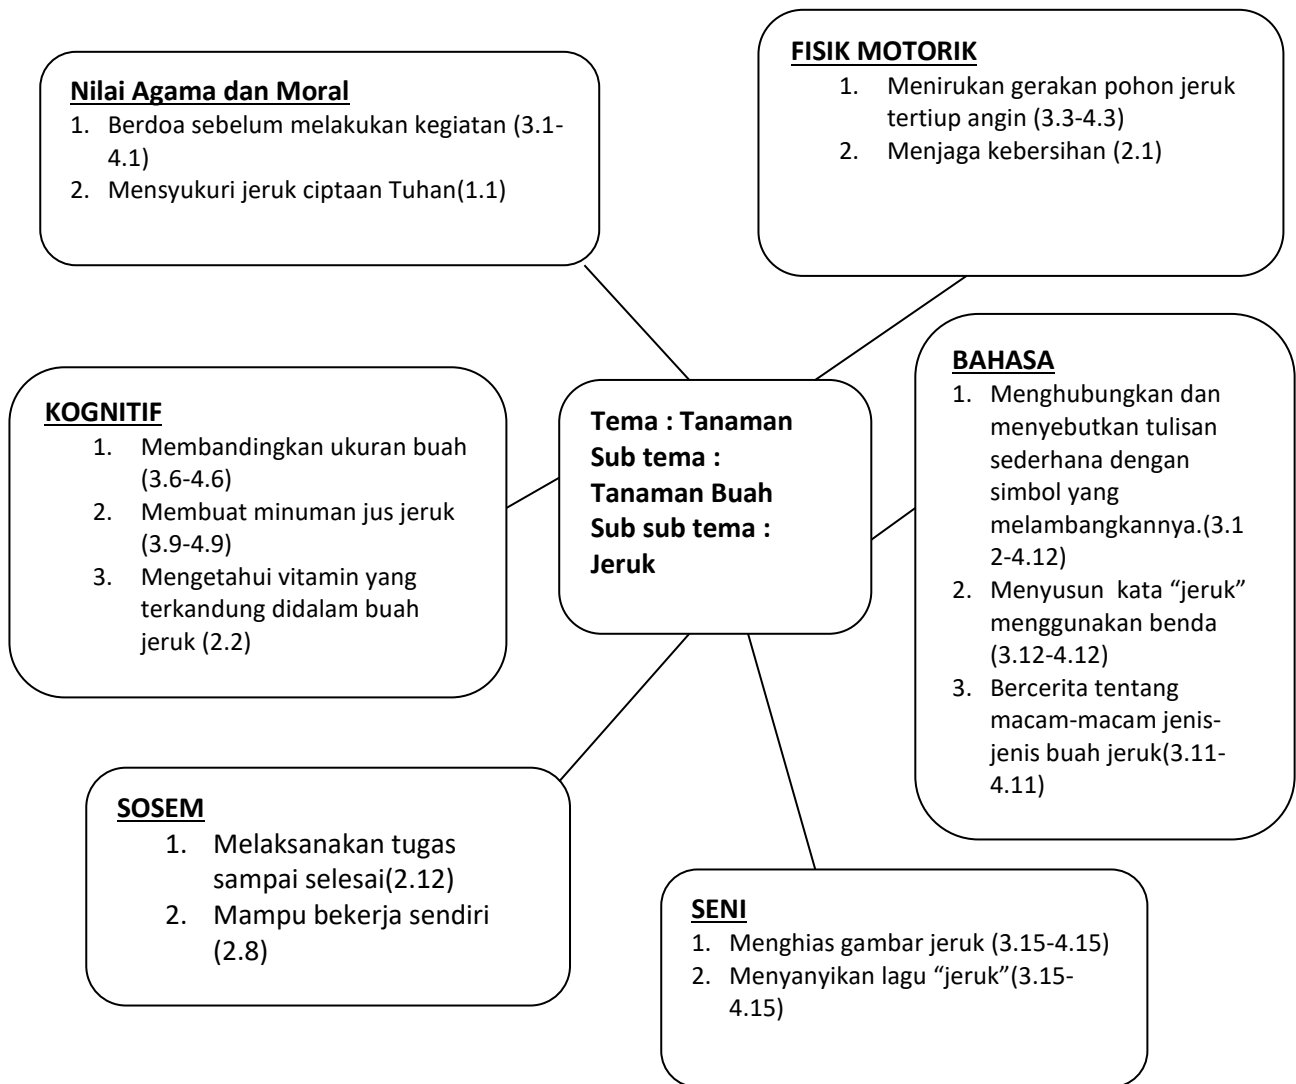 Nilai Agama dan Moral
1. Berdoa sebelum melakukan kegiatan (3.1-
4.1)
2. Mensyukuri jeruk ciptaan Tuhan(1.1)
FISIK MOTORIK
1. Menirukan gerakan pohon jeruk
tertiup angin (3.3-4.3)
2. Menjaga kebersihan (2.1)
KOGNITIF
1. Membandingkan ukuran buah
(3.6-4.6)
2. Membuat minuman jus jeruk
(3.9-4.9)
3. Mengetahui vitamin yang
terkandung didalam buah
jeruk (2.2)
Tema : Tanaman
Sub tema :
Tanaman Buah
Sub sub tema :
Jeruk
BAHASA
1. Menghubungkan dan
menyebutkan tulisan
sederhana dengan
simbol yang
melambangkannya.(3.1
2-4.12)
2. Menyusun kata “jeruk”
menggunakan benda
(3.12-4.12)
3. Bercerita tentang
macam-macam jenis-
jenis buah jeruk(3.11-
4.11)
SOSEM
1. Melaksanakan tugas
sampai selesai(2.12)
2. Mampu bekerja sendiri
(2.8)
SENI
1. Menghias gambar jeruk (3.15-4.15)
2. Menyanyikan lagu “jeruk”(3.15-
4.15)